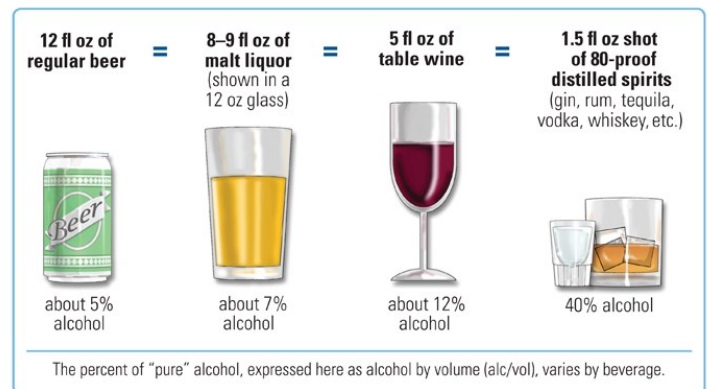 12 fl oz of
regular beer
=
8–9 fl oz of
malt liquor
(shown in a
12 oz glass)
=
5 fl oz of
table wine
=
1.5 fl oz shot
of 80-proof
distilled spirits
(gin, rum, tequila,
vodka, whiskey, etc.)
Beer
about 5%
alcohol
about 7%
alcohol
about 12%
alcohol
40% alcohol
The percent of “pure” alcohol, expressed here as alcohol by volume (alc/vol), varies by beverage.